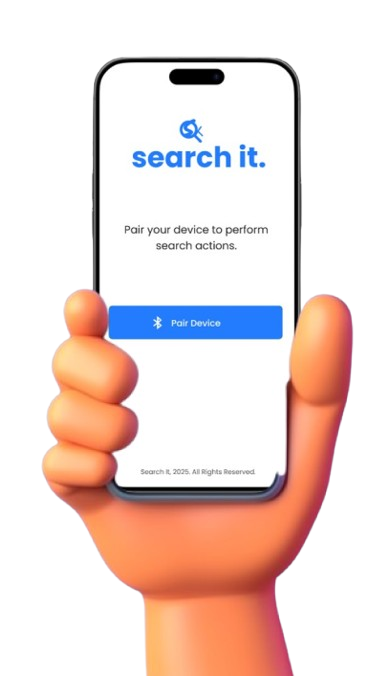 search it.
Pair your device to perform
search actions.
Pair Device
Search It, 2025. All Rights Reserved.